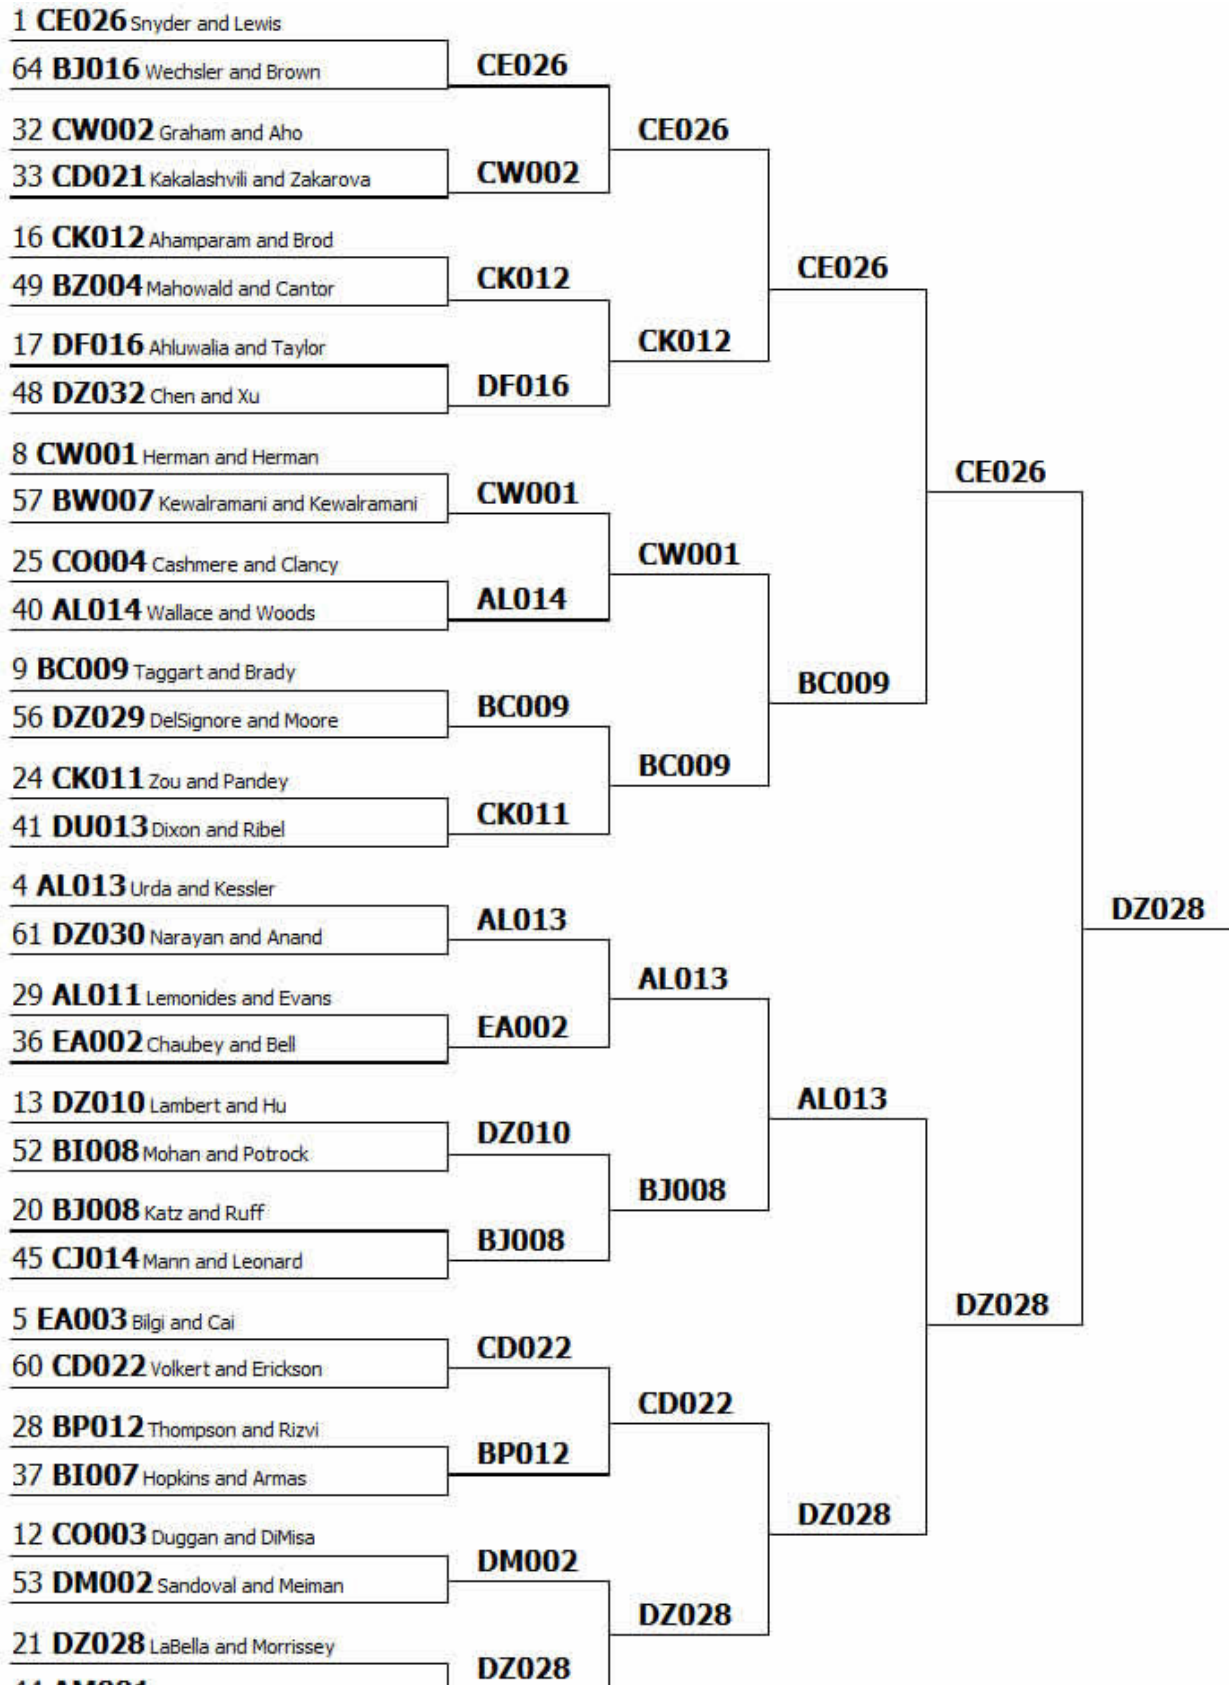 1 CE026 Snyder and Lewis
64 BJ016 Wechsler and Brown
CE026
32 CW002 Graham and Aho
CE026
33 CD021 Kakalashvili and Zakarova
CW002
16 CK012 Ahamparam and Brod
CE026
49 BZ004 Mahowald and Cantor
CK012
17 DF016 Ahluwalia and Taylor
CK012
48 DZ032 Chen and Xu
DF016
8 CW001 Herman and Herman
CE026
57 BW007 Kewalramani and Kewalramani
CW001
25 CO004 Cashmere and Clancy
CW001
40 AL014 Wallace and Woods
AL014
9 BC009 Taggart and Brady
BC009
56 DZ029 DelSignore and Moore
BC009
24 CK011 Zou and Pandey
BC009
41 DU013 Dixon and Ribel
CK011
4 AL013 Urda and Kessler
DZ028
61 DZ030 Narayan and Anand
AL013
29 AL011 Lemonides and Evans
AL013
36 EA002 Chaubey and Bell
EA002
13 DZ010 Lambert and Hu
AL013
52 BI008 Mohan and Potrock
DZ010
20 BJ008 Katz and Ruff
BJ008
45 CJ014 Mann and Leonard
BJ008
5 EA003 Bilgi and Cai
DZ028
60 CD022 Volkert and Erickson
CD022
28 BP012 Thompson and Rizvi
CD022
37 BI007 Hopkins and Armas
BP012
12 CO003 Duggan and DiMisa
DZ028
53 DM002 Sandoval and Meiman
DM002
21 DZ028 LaBella and Morrissey
DZ028
DZ028